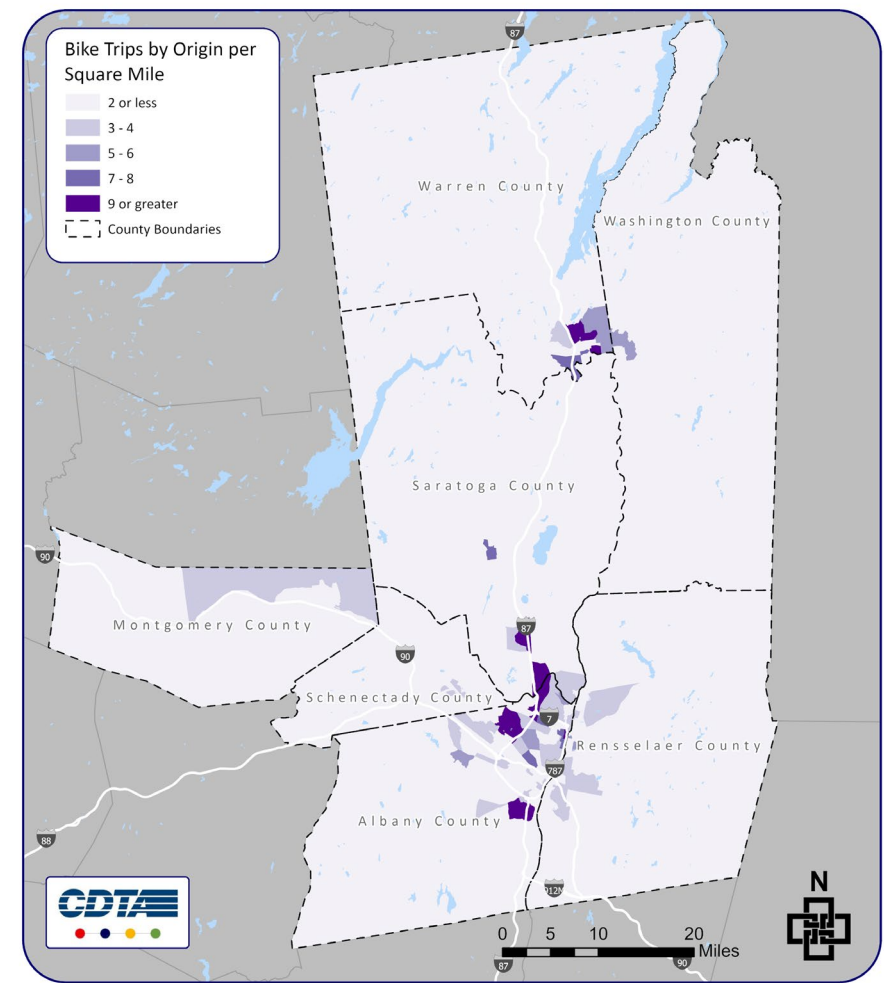 Bike Trips by Origin per
Square Mile
2 or less
3 - 4
5 - 6
7 - 8
9 or greater
County Boundaries
87
Warren County
Washington County
Saratoga County
90
Montgomery County
87
90
Schenectady County
7
Rensselaer County
787
Albany County
88
CDTA
N
0 5 10 20
Miles
87
90